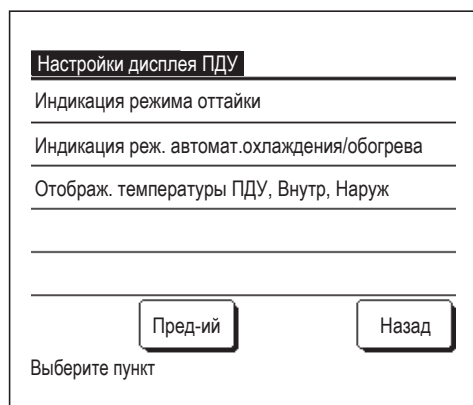 Настройки дисплея ПДУ
Индикация режима оттайки
Индикация реж. автомат.охлаждения/обогрева
Отображ. температуры ПДУ, Внутр, Наруж
Пред-ий Назад
Выберите пункт